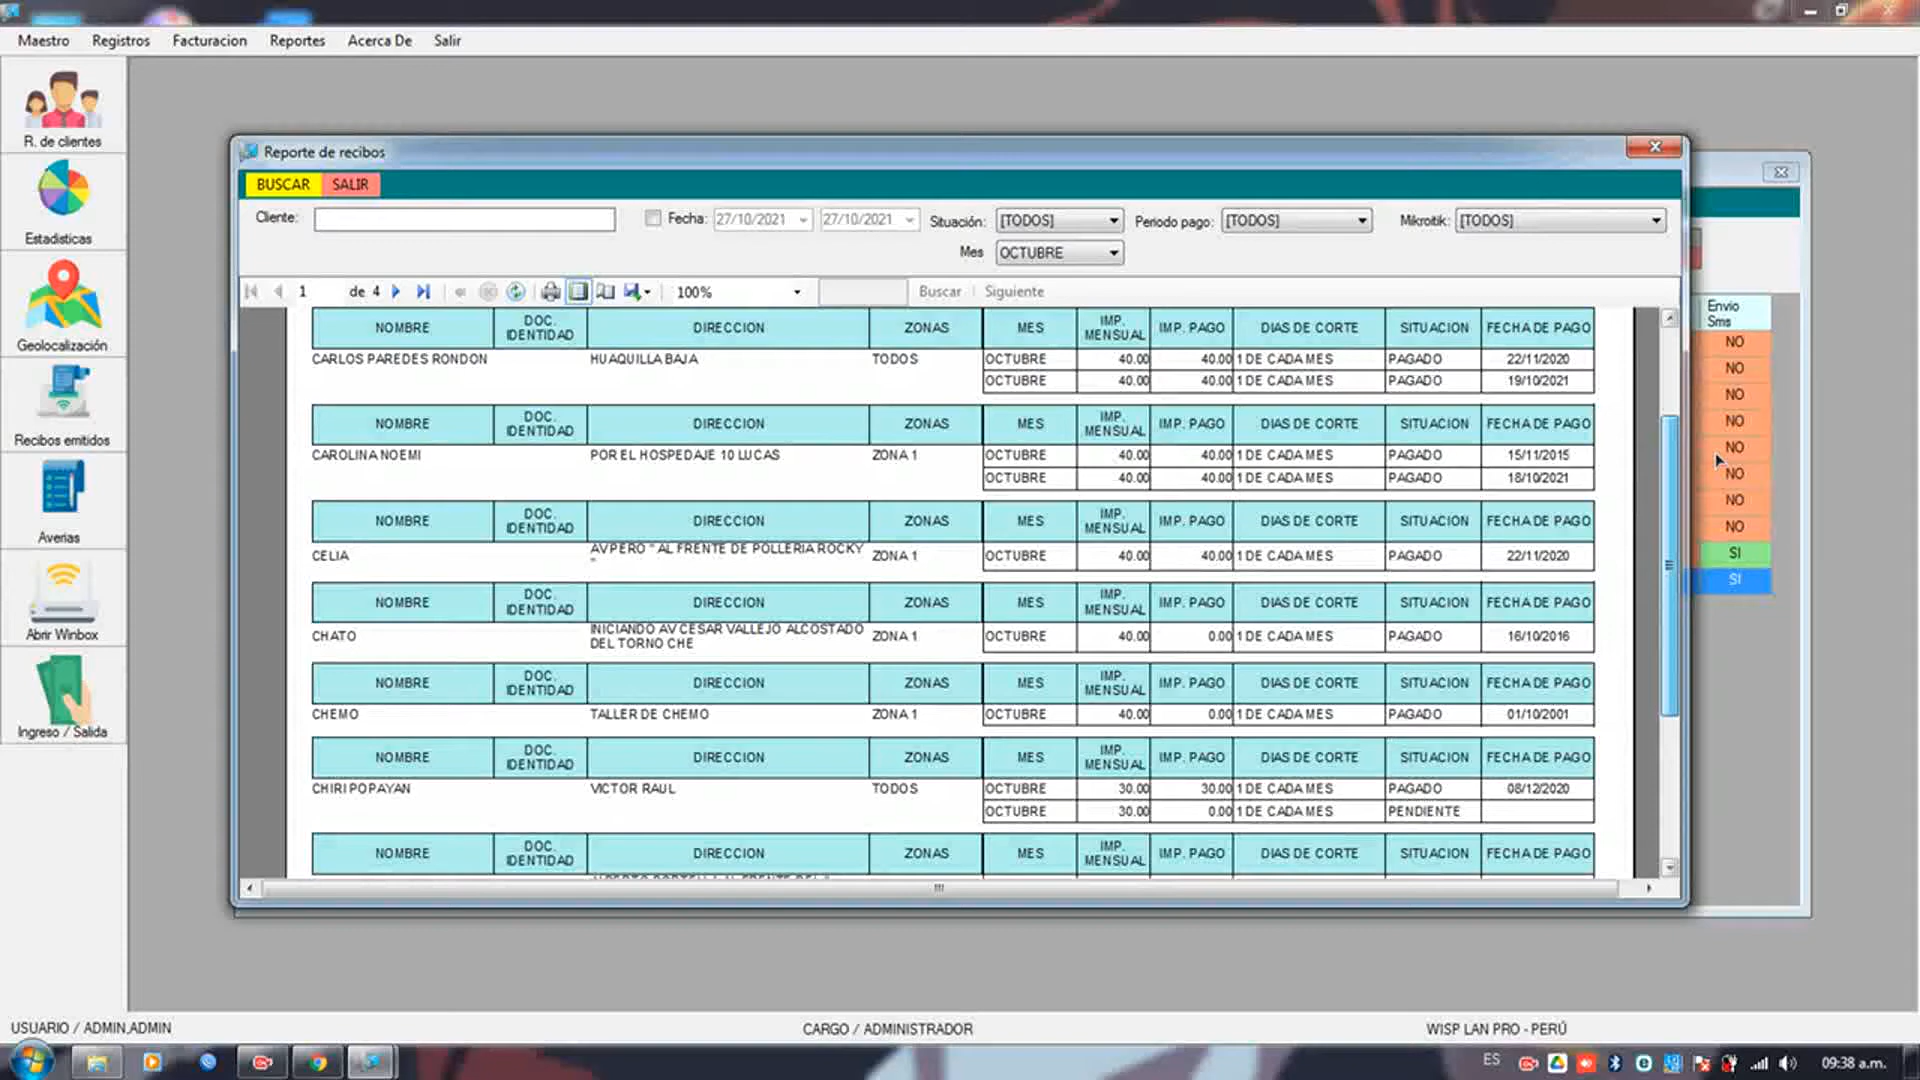 Maestro Registros Facturacion Reportes Acerca De Salir
R. de clientes
Estadisticas
Geolocalización
Recibos emitidos
Averias
Abrir Winbox
Ingreso / Salida
Reporte de recibos
BUSCAR SALIR
Cliente: Fecha: 27/10/2021 27/10/2021 Situación: [TODOS] Periodo pago: [TODOS] Mikrotik: [TODOS]
Mes OCTUBRE
1 de 4 100% Buscar Siguiente
NOMBRE DOC. IDENTIDAD DIRECCION ZONAS MES IMP. MENSUAL IMP. PAGO DIAS DE CORTE SITUACION FECHA DE PAGO
CARLOS PAREDES RONDON HUAQUILLA BAJA TODOS OCTUBRE 40.00 40.00 1 DE CADA MES PAGADO 22/11/2020
OCTUBRE 40.00 40.00 1 DE CADA MES PAGADO 19/10/2021
NOMBRE DOC. IDENTIDAD DIRECCION ZONAS MES IMP. MENSUAL IMP. PAGO DIAS DE CORTE SITUACION FECHA DE PAGO
CAROLINA NOEMI POR EL HOSPEDAJE 10 LUCAS ZONA 1 OCTUBRE 40.00 40.00 1 DE CADA MES PAGADO 15/11/2015
OCTUBRE 40.00 40.00 1 DE CADA MES PAGADO 18/10/2021
NOMBRE DOC. IDENTIDAD DIRECCION ZONAS MES IMP. MENSUAL IMP. PAGO DIAS DE CORTE SITUACION FECHA DE PAGO
CELIA AV PERO " AL FRENTE DE POLLERIA ROCKY " ZONA 1 OCTUBRE 40.00 40.00 1 DE CADA MES PAGADO 22/11/2020
NOMBRE DOC. IDENTIDAD DIRECCION ZONAS MES IMP. MENSUAL IMP. PAGO DIAS DE CORTE SITUACION FECHA DE PAGO
CHATO INICIANDO AV CESAR VALLEJO ALCOSTADO DEL TORNO CHE ZONA 1 OCTUBRE 40.00 0.00 1 DE CADA MES PAGADO 16/10/2016
NOMBRE DOC. IDENTIDAD DIRECCION ZONAS MES IMP. MENSUAL IMP. PAGO DIAS DE CORTE SITUACION FECHA DE PAGO
CHEMO TALLER DE CHEMO ZONA 1 OCTUBRE 40.00 0.00 1 DE CADA MES PAGADO 01/10/2001
NOMBRE DOC. IDENTIDAD DIRECCION ZONAS MES IMP. MENSUAL IMP. PAGO DIAS DE CORTE SITUACION FECHA DE PAGO
CHIRI POPAYAN VICTOR RAUL TODOS OCTUBRE 30.00 30.00 1 DE CADA MES PAGADO 08/12/2020
OCTUBRE 30.00 0.00 1 DE CADA MES PENDIENTE
NOMBRE DOC. IDENTIDAD DIRECCION ZONAS MES IMP. MENSUAL IMP. PAGO DIAS DE CORTE SITUACION FECHA DE PAGO
Envio
Sms
NO
NO
NO
NO
NO
NO
NO
NO
SI
SI
USUARIO / ADMIN,ADMIN CARGO / ADMINISTRADOR WISP LAN PRO - PERÚ
ES 09:38 a.m.